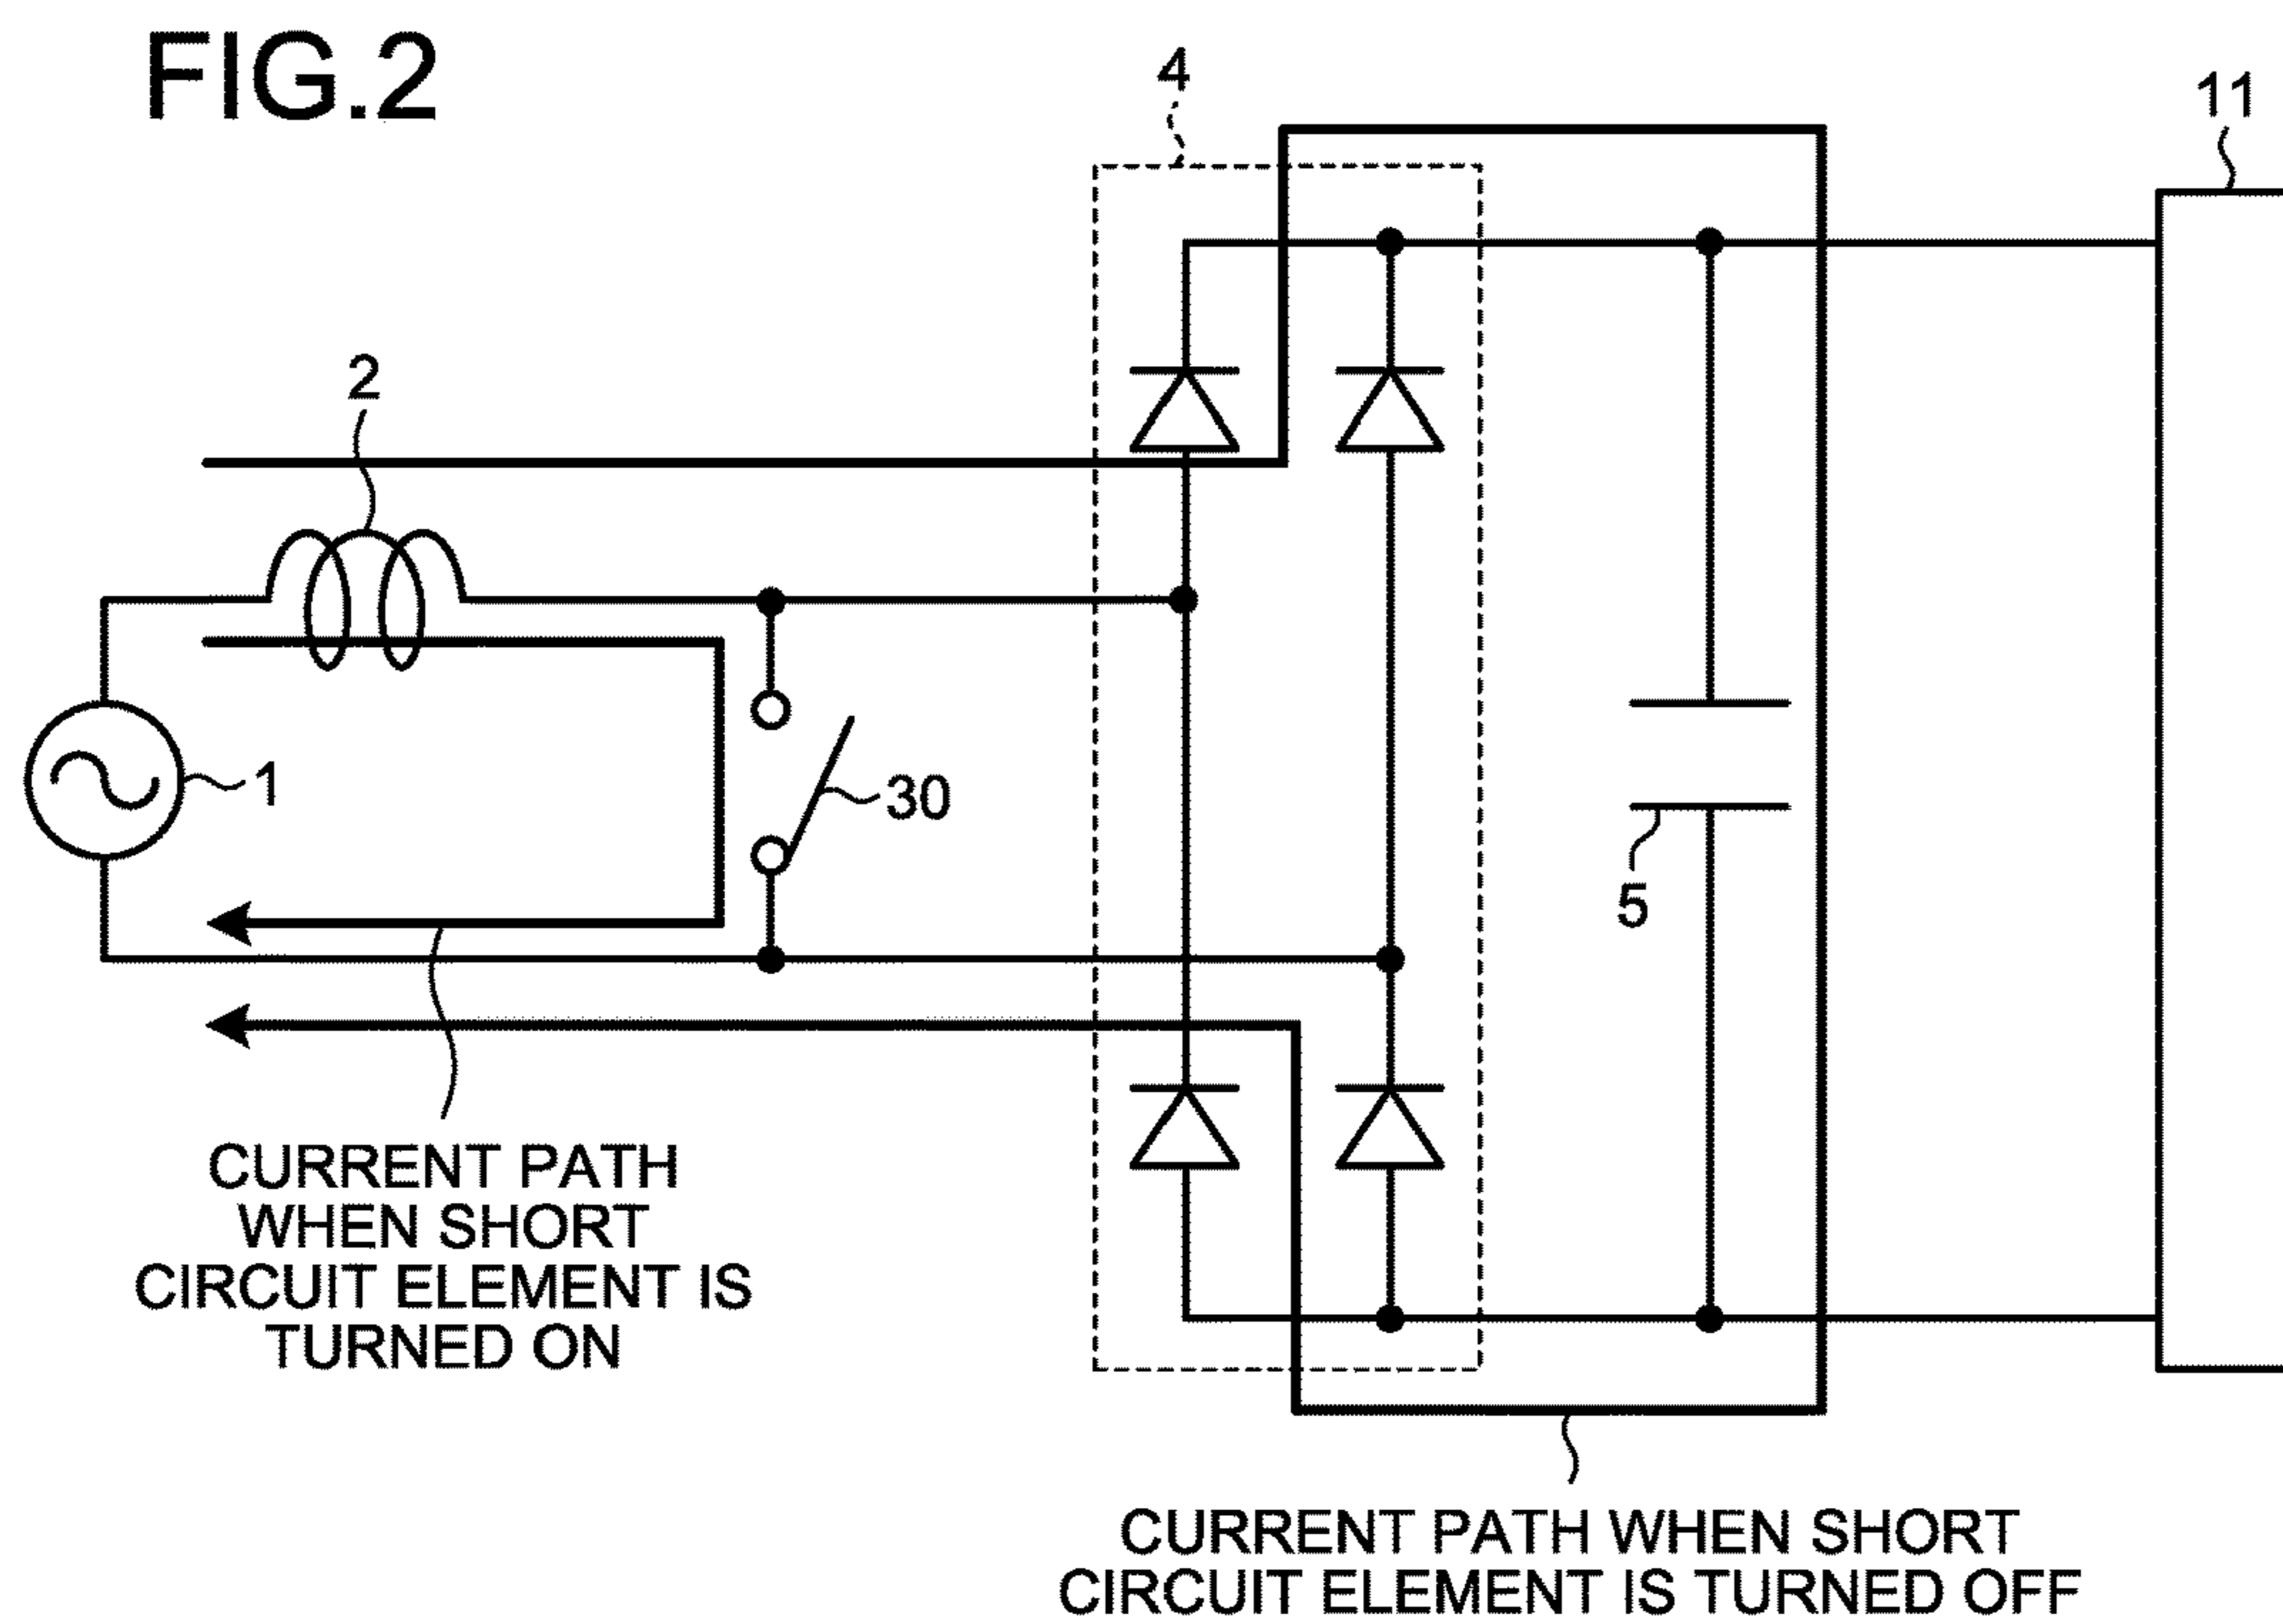 FIG.2
4
11
2
1
30
5
CURRENT PATH
WHEN SHORT
CIRCUIT ELEMENT IS
TURNED ON
CURRENT PATH WHEN SHORT
CIRCUIT ELEMENT IS TURNED OFF